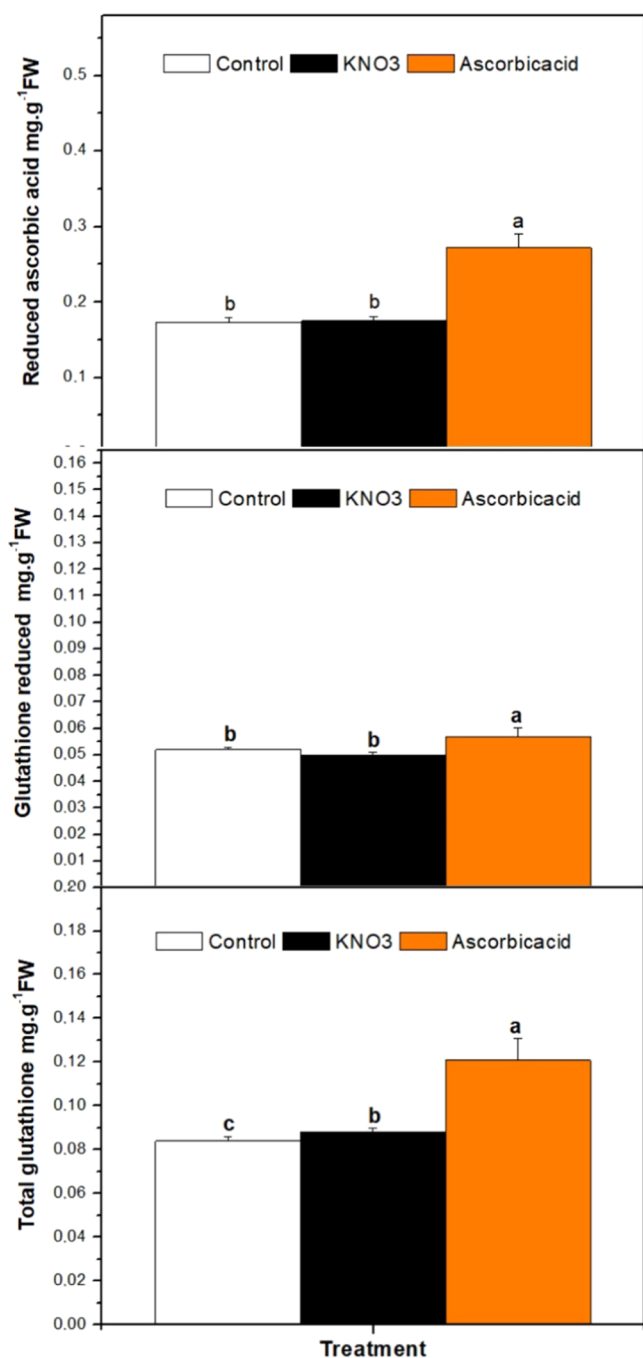 Reduced ascorbic acid mg.g⁻¹FW
Control KNO3 Ascorbicacid
0.5
0.4
0.3
0.2
0.1
b
b
a
Glutathione reduced mg.g⁻¹FW
Control KNO3 Ascorbicacid
0.16
0.15
0.14
0.13
0.12
0.11
0.10
0.09
0.08
0.07
0.06
0.05
0.04
0.03
0.02
0.01
b
b
a
Total glutathione mg.g⁻¹FW
Control KNO3 Ascorbicacid
0.20
0.18
0.16
0.14
0.12
0.10
0.08
0.06
0.04
0.02
0.00
c
b
a
Treatment